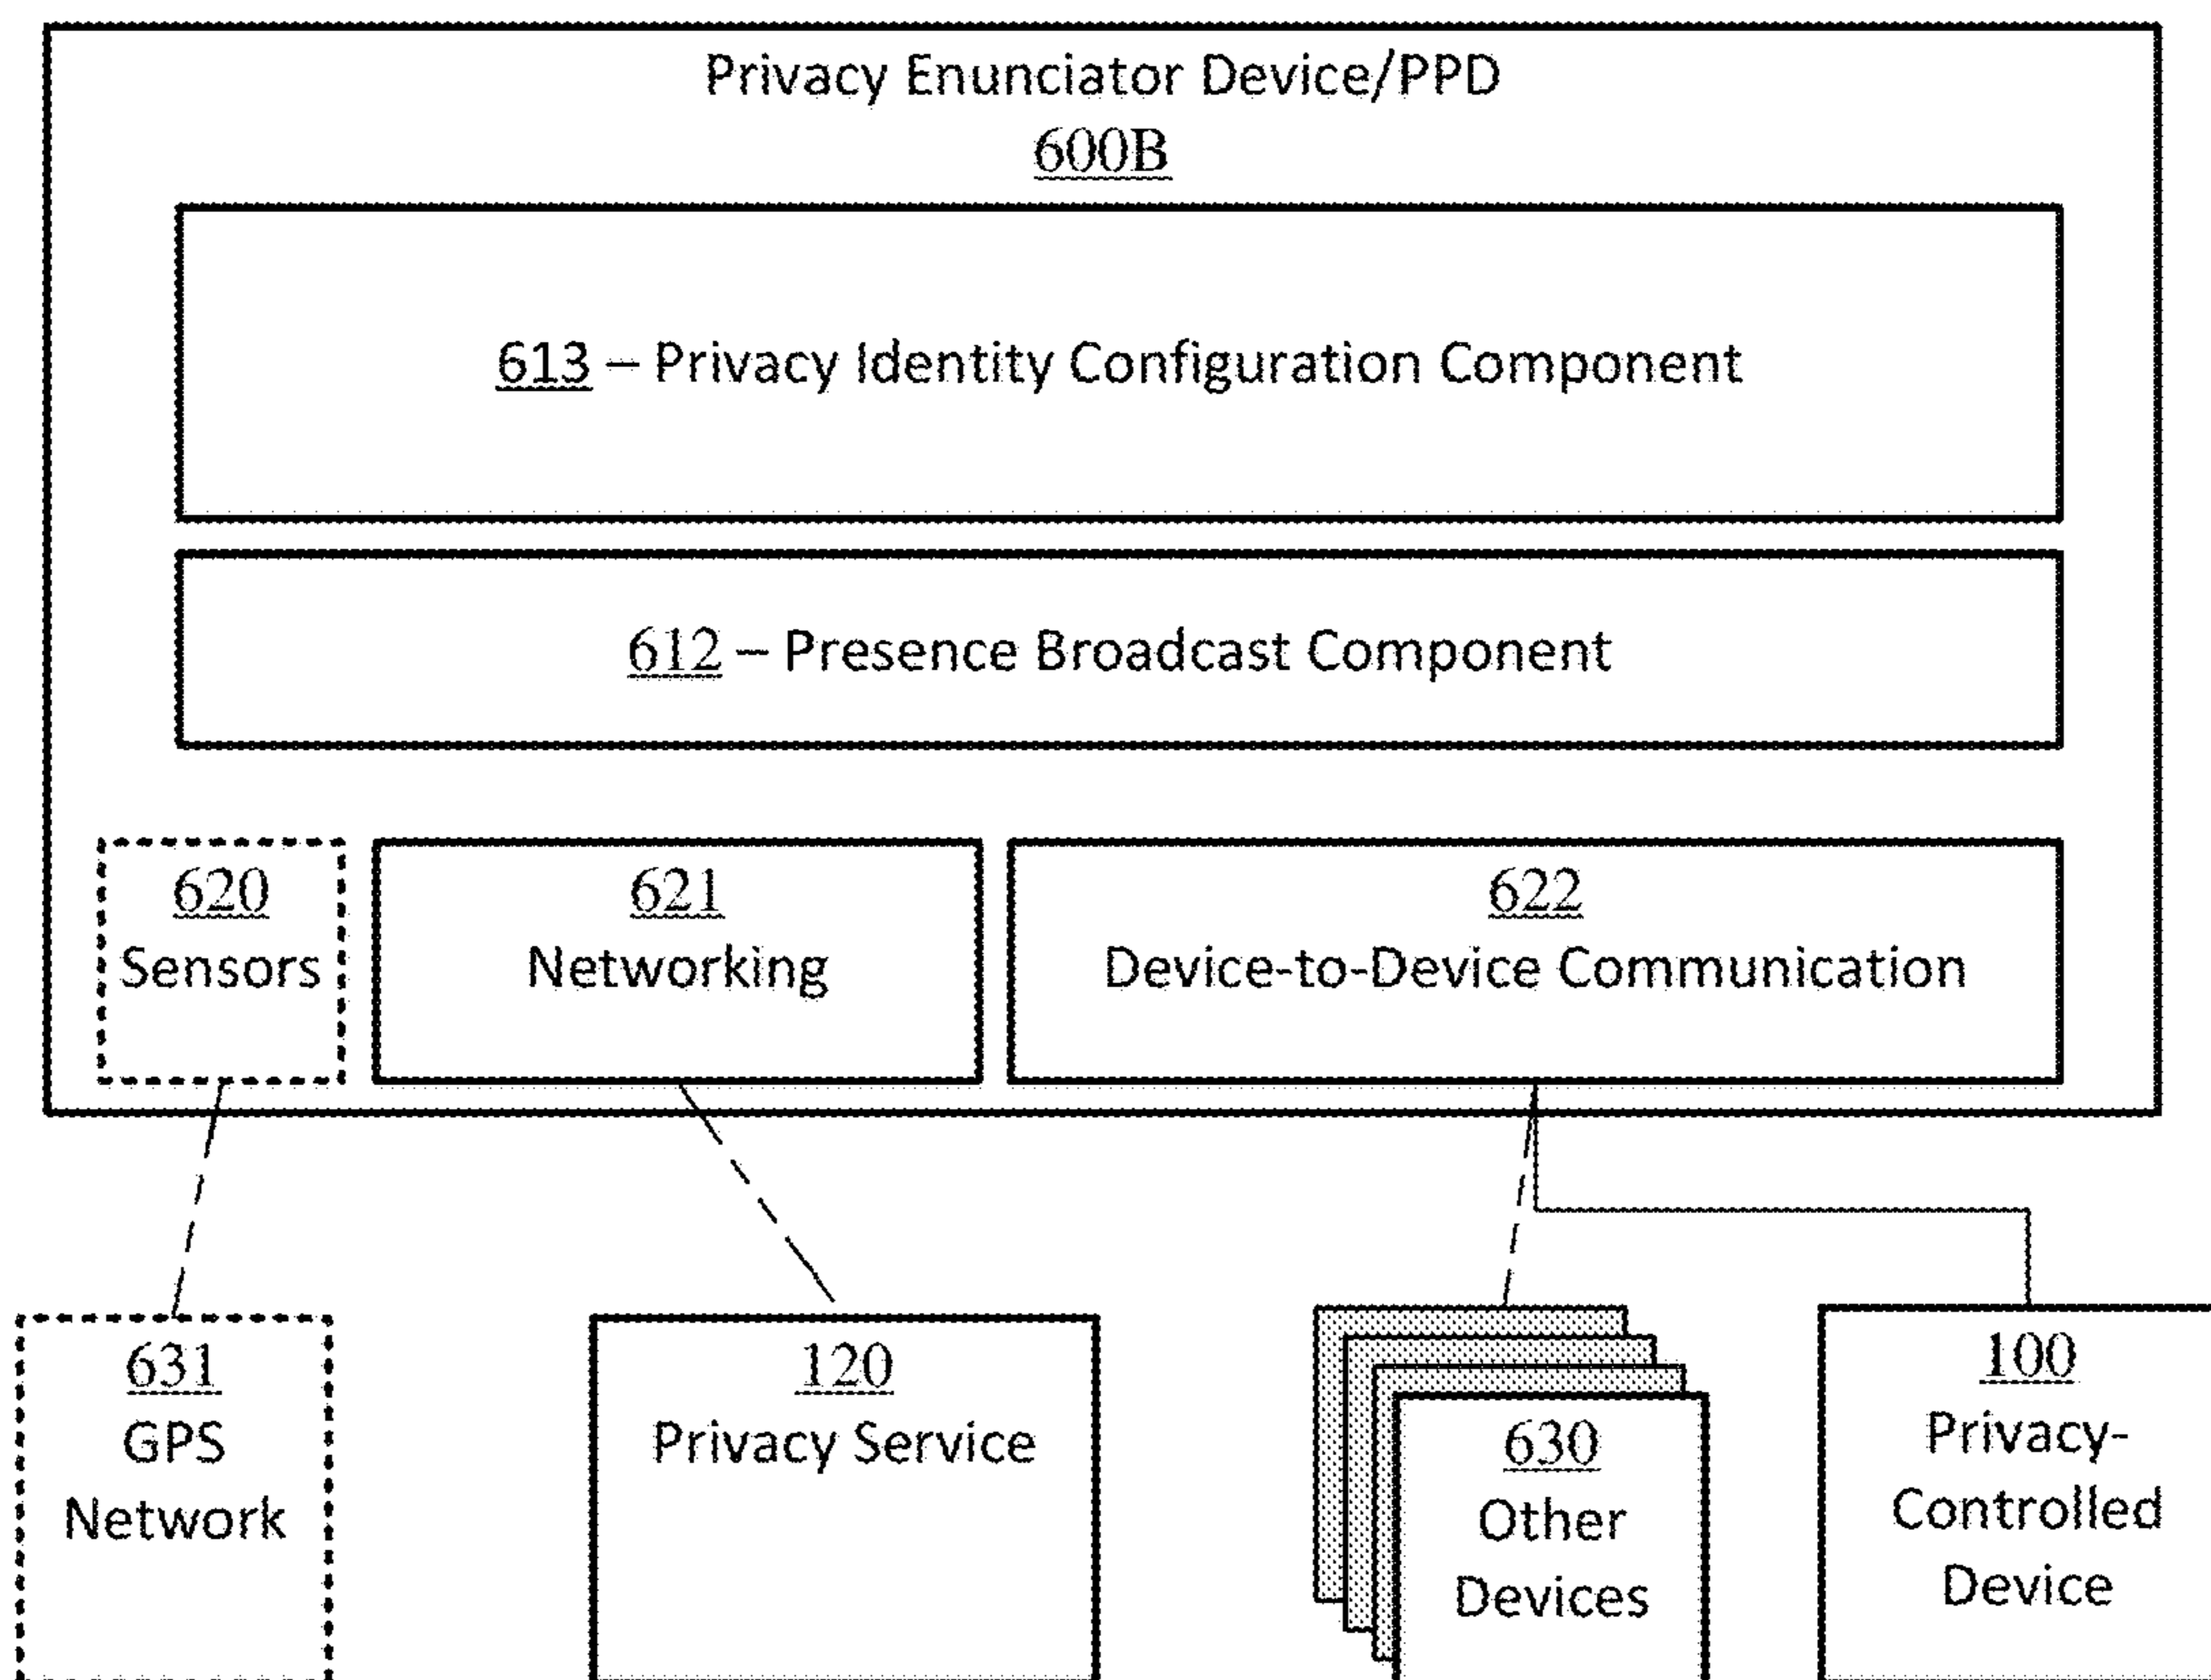 Privacy Enunciator Device/PPD
600B
613 – Privacy Identity Configuration Component
612 – Presence Broadcast Component
620
Sensors
621
Networking
622
Device-to-Device Communication
631
GPS
Network
120
Privacy Service
630
Other
Devices
100
Privacy-
Controlled
Device